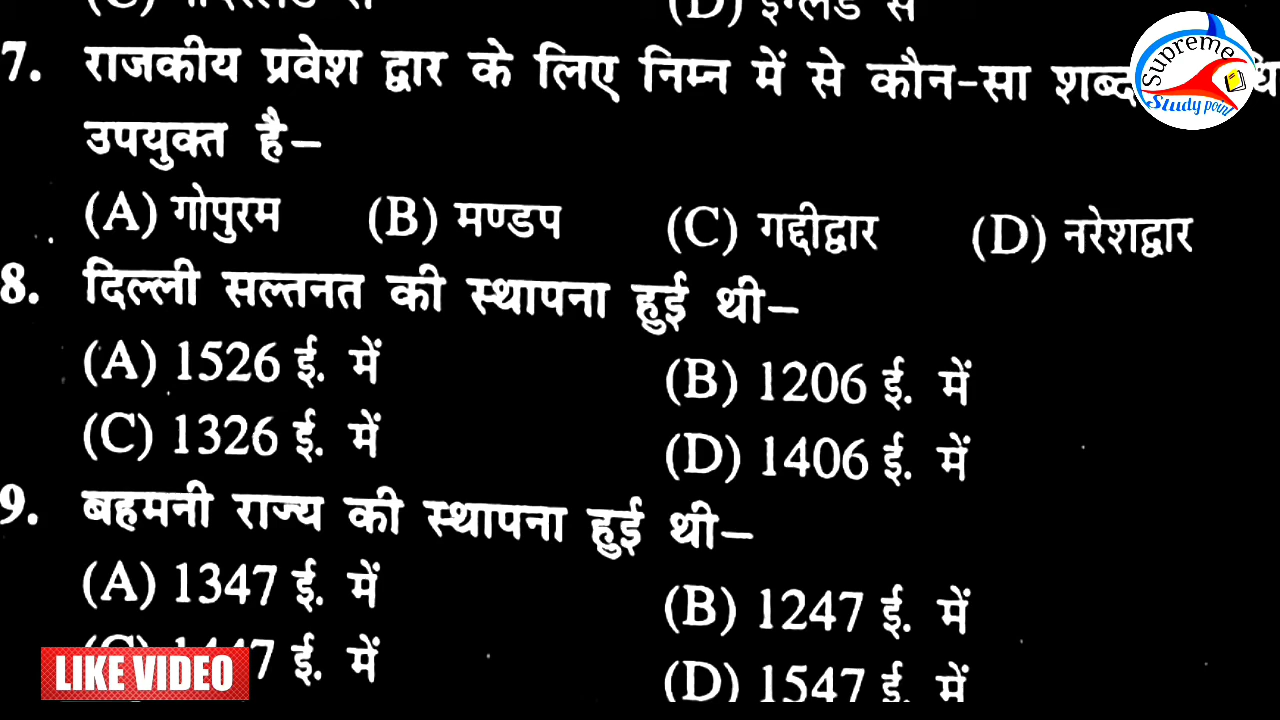 (D) इंग्लैंड से
7. राजकीय प्रवेश द्वार के लिए निम्न में से कौन-सा शब्द
उपयुक्त है–
(A) गोपुरम (B) मण्डप (C) गद्दीद्वार (D) नरेशद्वार
8. दिल्ली सल्तनत की स्थापना हुई थी–
(A) 1526 ई. में (B) 1206 ई. में
(C) 1326 ई. में (D) 1406 ई. में
9. बहमनी राज्य की स्थापना हुई थी–
(A) 1347 ई. में (B) 1247 ई. में
7 ई. में (D) 1547 ई. में
Supreme
Study point
LIKE VIDEO